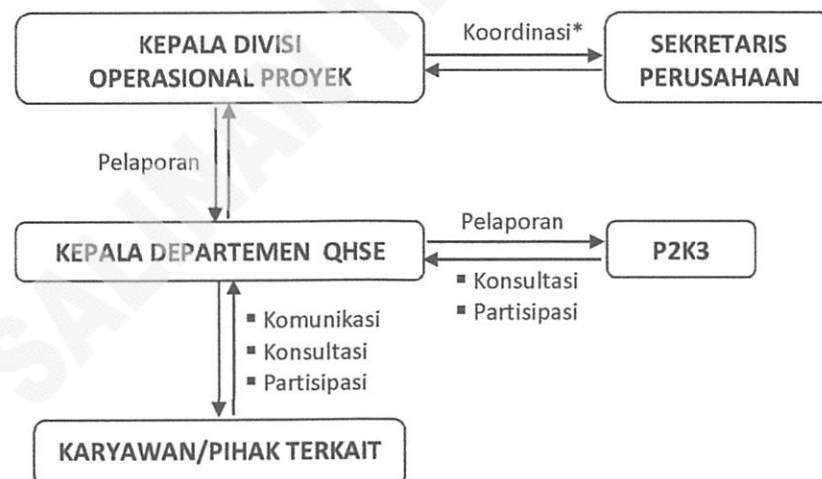 KEPALA DIVISI
OPERASIONAL PROYEK
Koordinasi*
SEKRETARIS
PERUSAHAAN
Pelaporan
KEPALA DEPARTEMEN QHSE
Pelaporan
P2K3
▪ Konsultasi
▪ Partisipasi
▪ Komunikasi
▪ Konsultasi
▪ Partisipasi
KARYAWAN/PIHAK TERKAIT
SALINAN